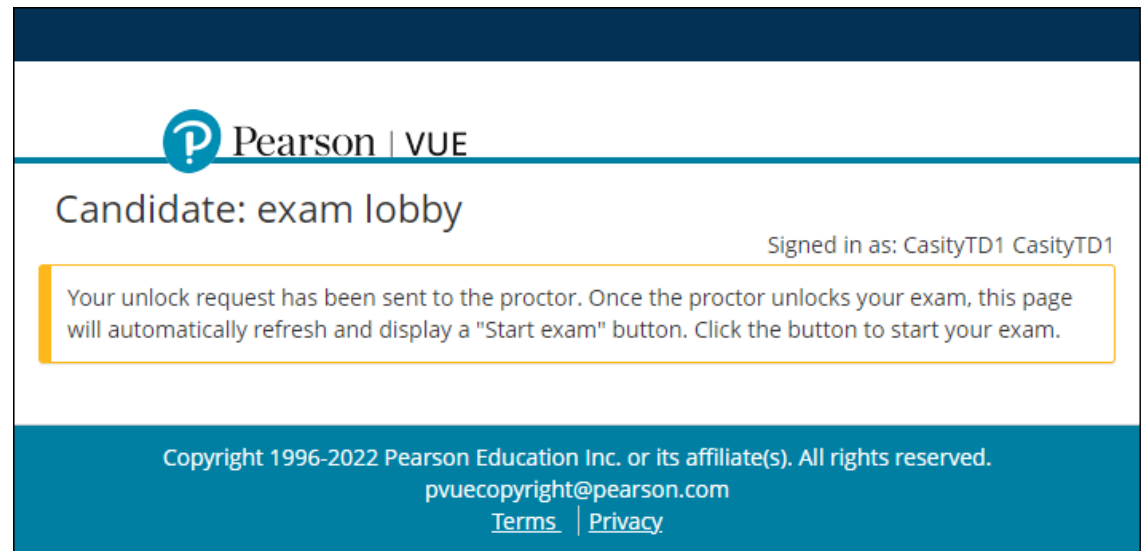 Pearson | VUE
Candidate: exam lobby
Signed in as: CasityTD1 CasityTD1
Your unlock request has been sent to the proctor. Once the proctor unlocks your exam, this page
will automatically refresh and display a "Start exam" button. Click the button to start your exam.
Copyright 1996-2022 Pearson Education Inc. or its affiliate(s). All rights reserved.
pvuecopyright@pearson.com
Terms | Privacy